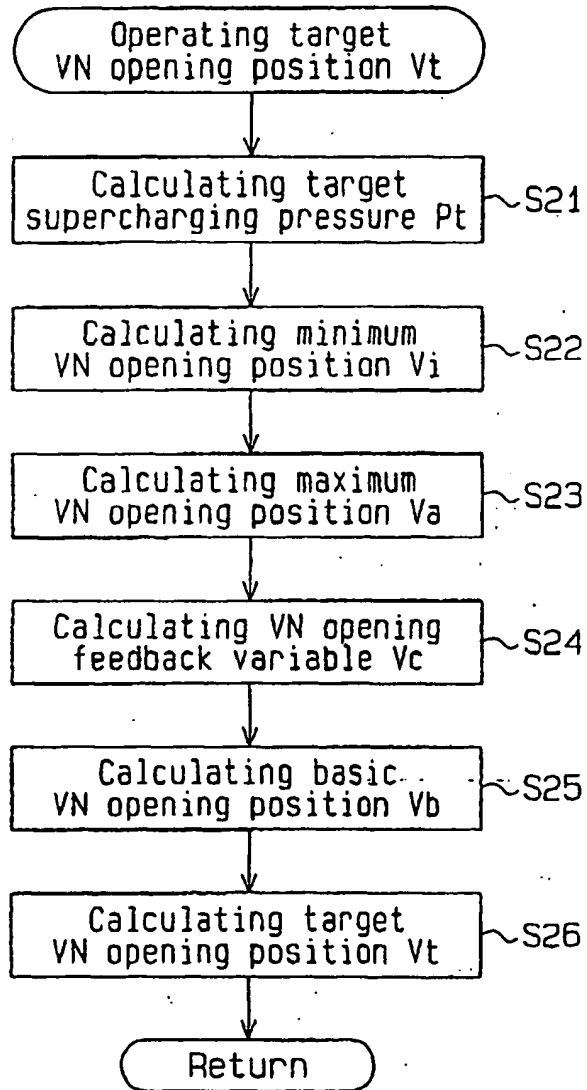 Operating target
VN opening position Vt
Calculating target
supercharging pressure Pt
S21
Calculating minimum
VN opening position Vi
S22
Calculating maximum
VN opening position Va
S23
Calculating VN opening
feedback variable Vc
S24
Calculating basic
VN opening position Vb
S25
Calculating target
VN opening position Vt
S26
Return